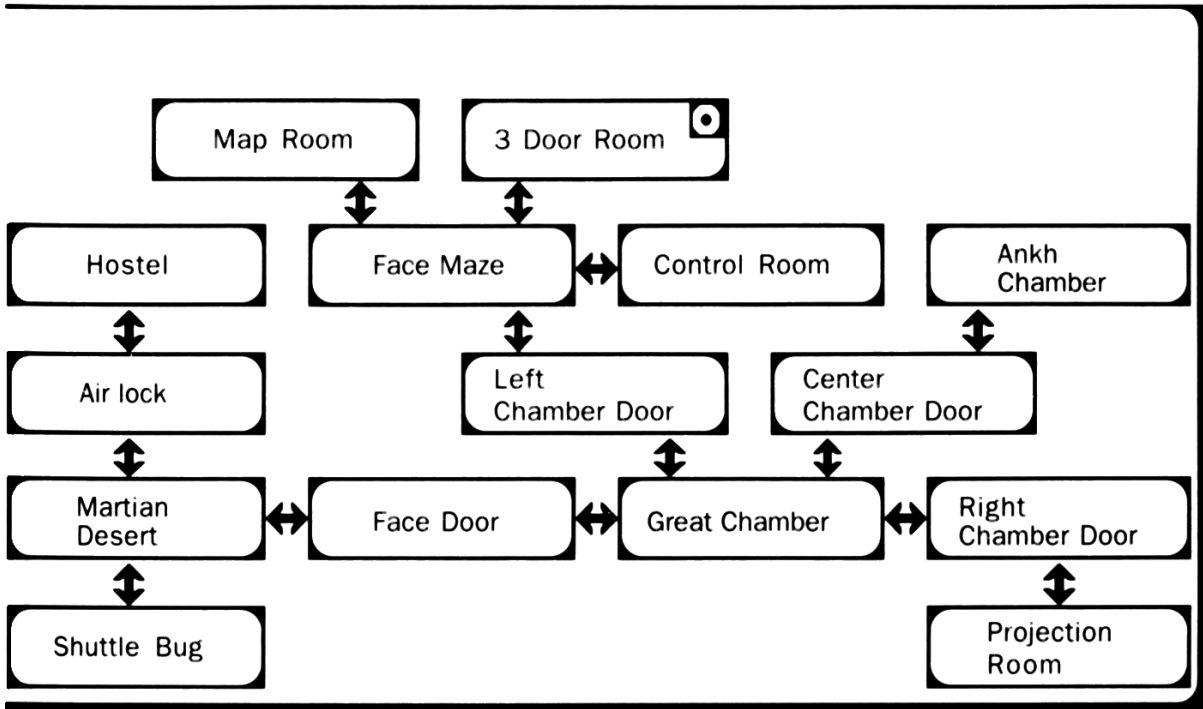 Map Room
3 Door Room
Hostel
Face Maze
Control Room
Ankh
Chamber
Air lock
Left
Chamber Door
Center
Chamber Door
Martian
Desert
Face Door
Great Chamber
Right
Chamber Door
Shuttle Bug
Projection
Room